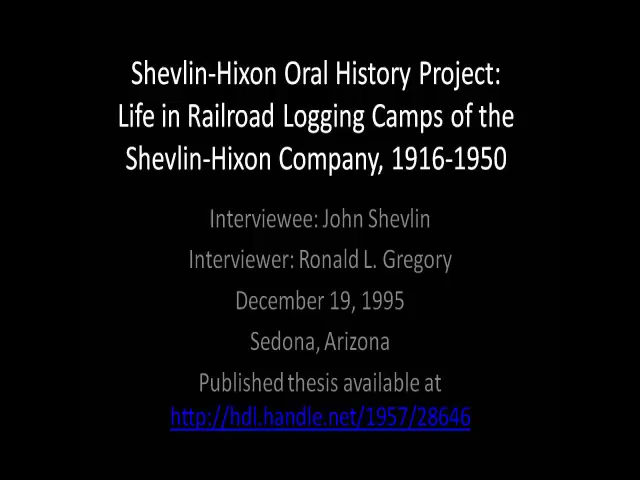 Shevlin-Hixon Oral History Project:
Life in Railroad Logging Camps of the
Shevlin-Hixon Company, 1916-1950
Interviewee: John Shevlin
Interviewer: Ronald L. Gregory
December 19, 1995
Sedona, Arizona
Published thesis available at
http://hdl.handle.net/1957/28646